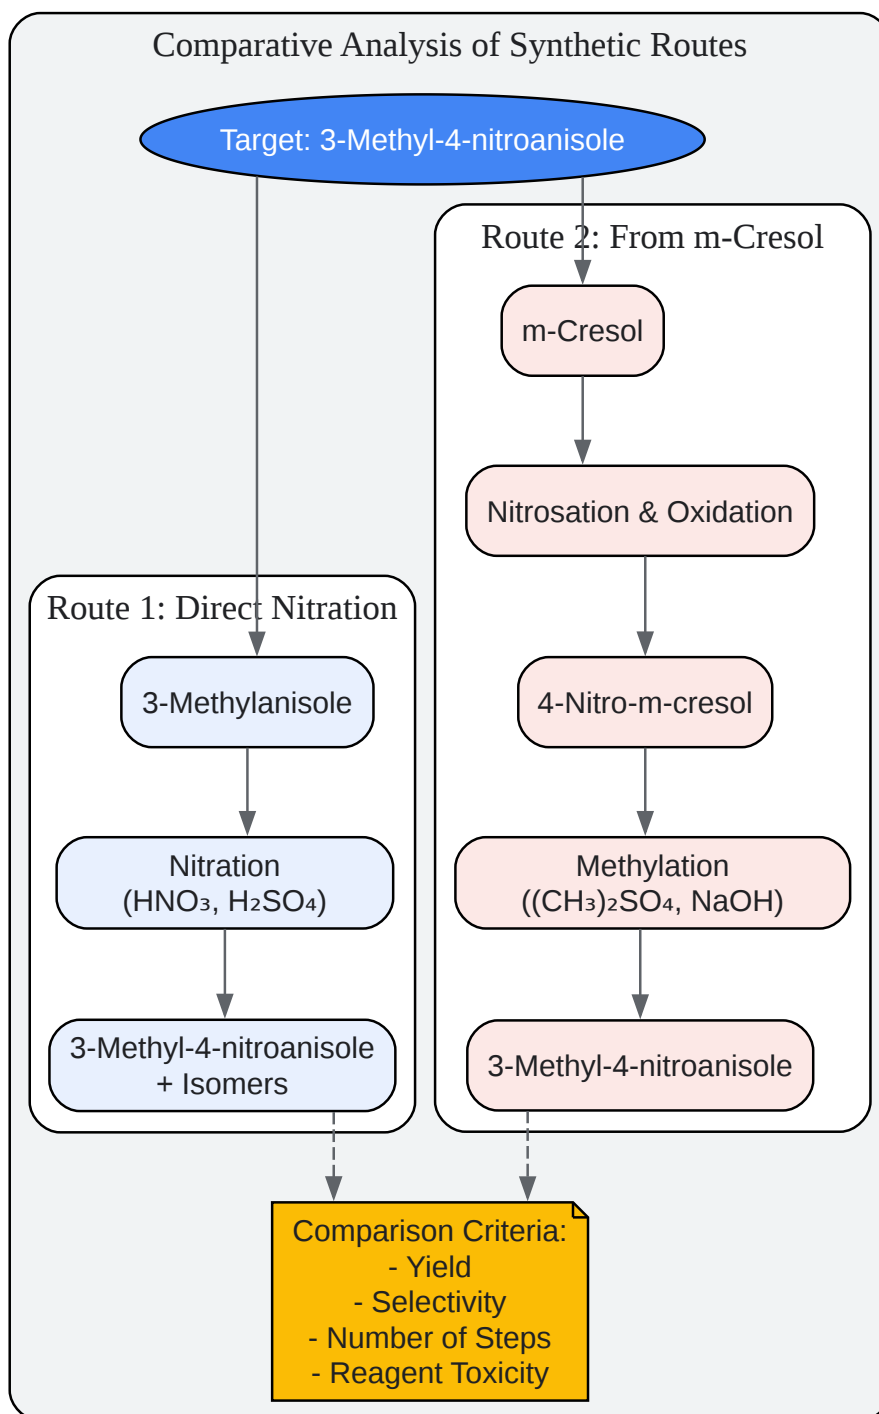 Comparative Analysis of Synthetic Routes
Target: 3-Methyl-4-nitroanisole
Route 2: From m-Cresol
m-Cresol
Nitrosation & Oxidation
4-Nitro-m-cresol
Methylation
((CH₃)₂SO₄, NaOH)
3-Methyl-4-nitroanisole
Route 1: Direct Nitration
3-Methylanisole
Nitration
(HNO₃, H₂SO₄)
3-Methyl-4-nitroanisole
+ Isomers
Comparison Criteria:
- Yield
- Selectivity
- Number of Steps
- Reagent Toxicity